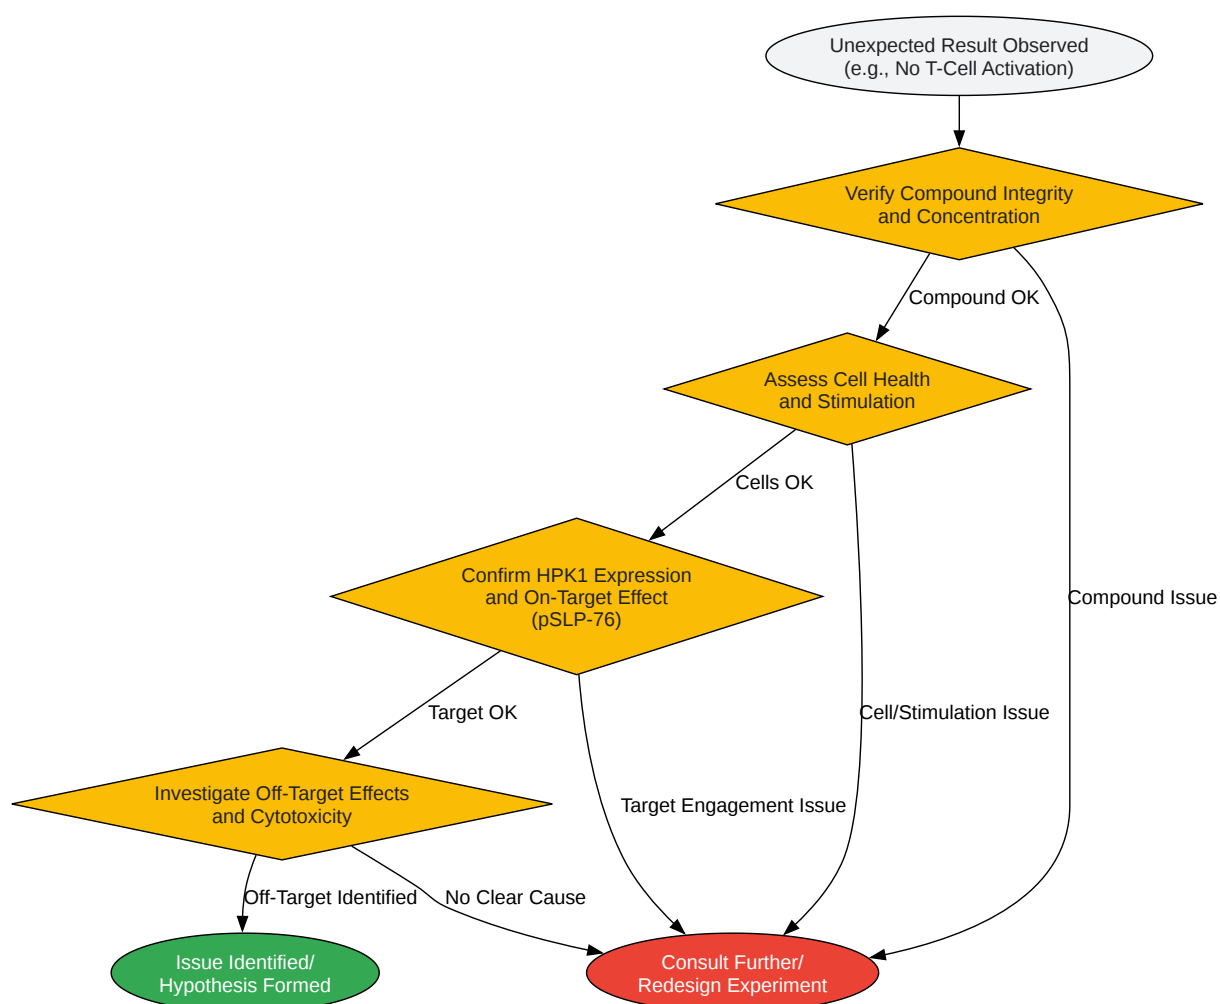 Unexpected Result Observed
(e.g., No T-Cell Activation)
Verify Compound Integrity
and Concentration
Compound OK
Assess Cell Health
and Stimulation
Cells OK
Confirm HPK1 Expression
and On-Target Effect
(pSLP-76)
Compound Issue
Target OK
Cell/Stimulation Issue
Investigate Off-Target Effects
and Cytotoxicity
Target Engagement Issue
Off-Target Identified
No Clear Cause
Issue Identified/
Hypothesis Formed
Consult Further/
Redesign Experiment